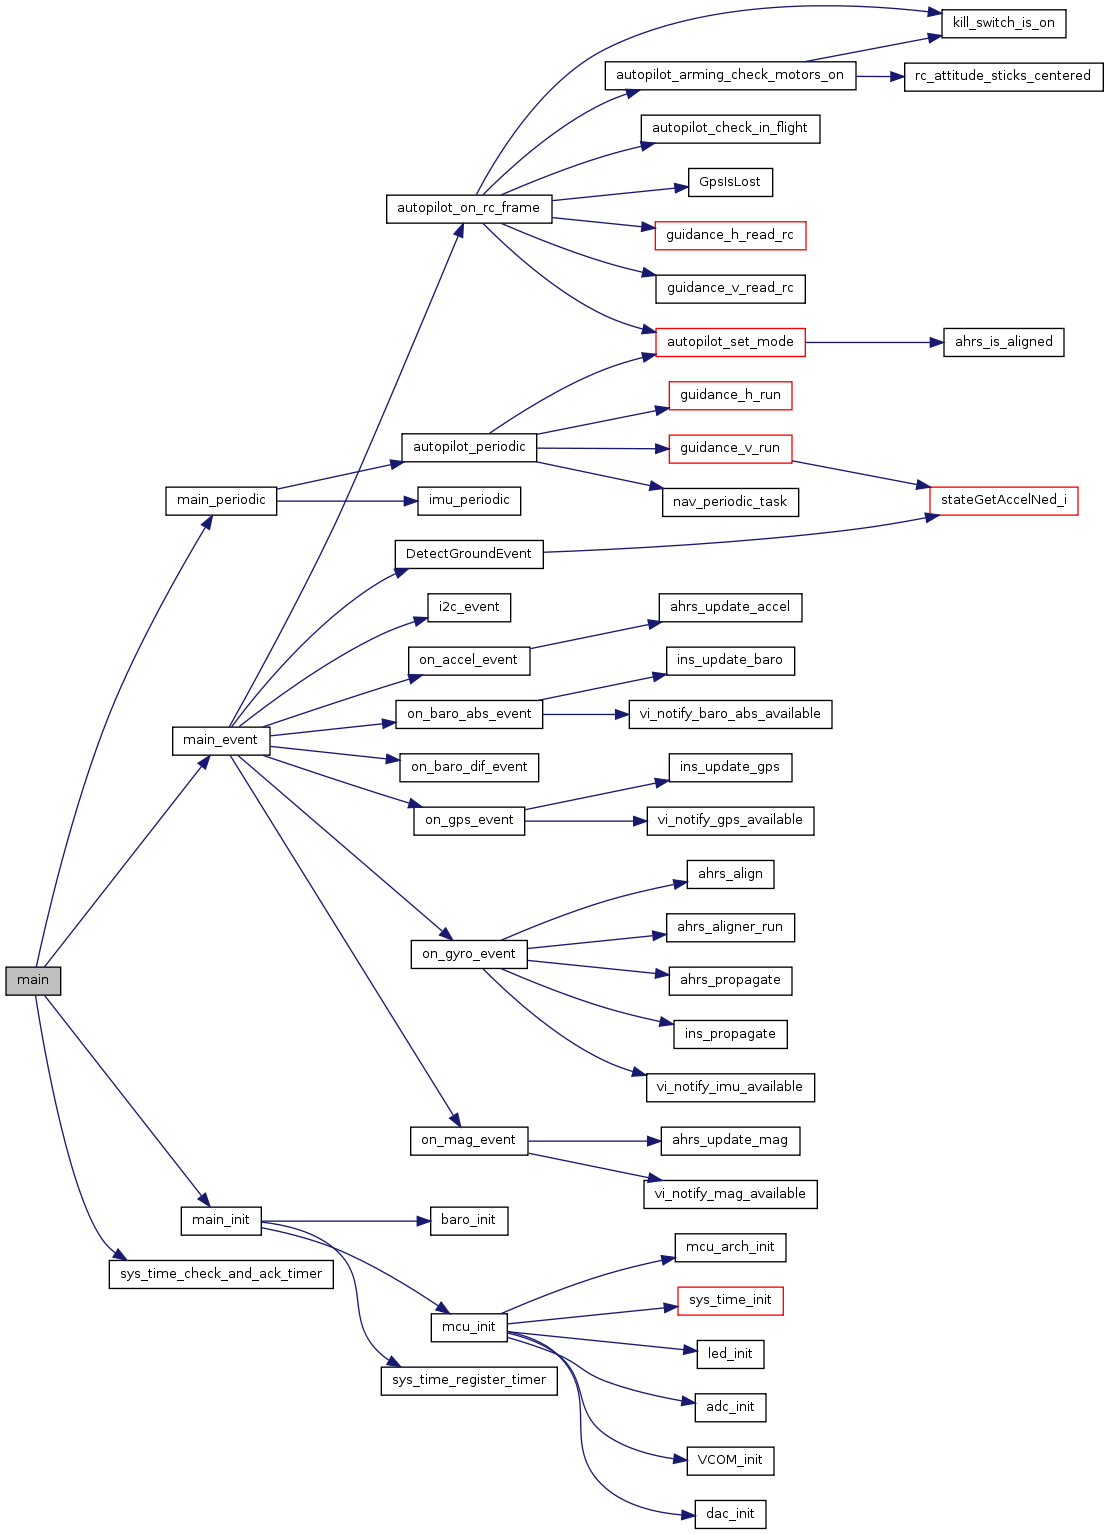 kill_switch_is_on
autopilot_arming_check_motors_on
rc_attitude_sticks_centered
autopilot_check_in_flight
GpsIsLost
autopilot_on_rc_frame
guidance_h_read_rc
guidance_v_read_rc
autopilot_set_mode
ahrs_is_aligned
guidance_h_run
autopilot_periodic
guidance_v_run
main_periodic
imu_periodic
nav_periodic_task
stateGetAccelNed_i
DetectGroundEvent
i2c_event
ahrs_update_accel
on_accel_event
ins_update_baro
on_baro_abs_event
vi_notify_baro_abs_available
main_event
on_baro_dif_event
ins_update_gps
on_gps_event
vi_notify_gps_available
ahrs_align
ahrs_aligner_run
on_gyro_event
main
ahrs_propagate
ins_propagate
vi_notify_imu_available
on_mag_event
ahrs_update_mag
vi_notify_mag_available
main_init
baro_init
mcu_arch_init
sys_time_check_and_ack_timer
sys_time_init
mcu_init
led_init
sys_time_register_timer
adc_init
VCOM_init
dac_init